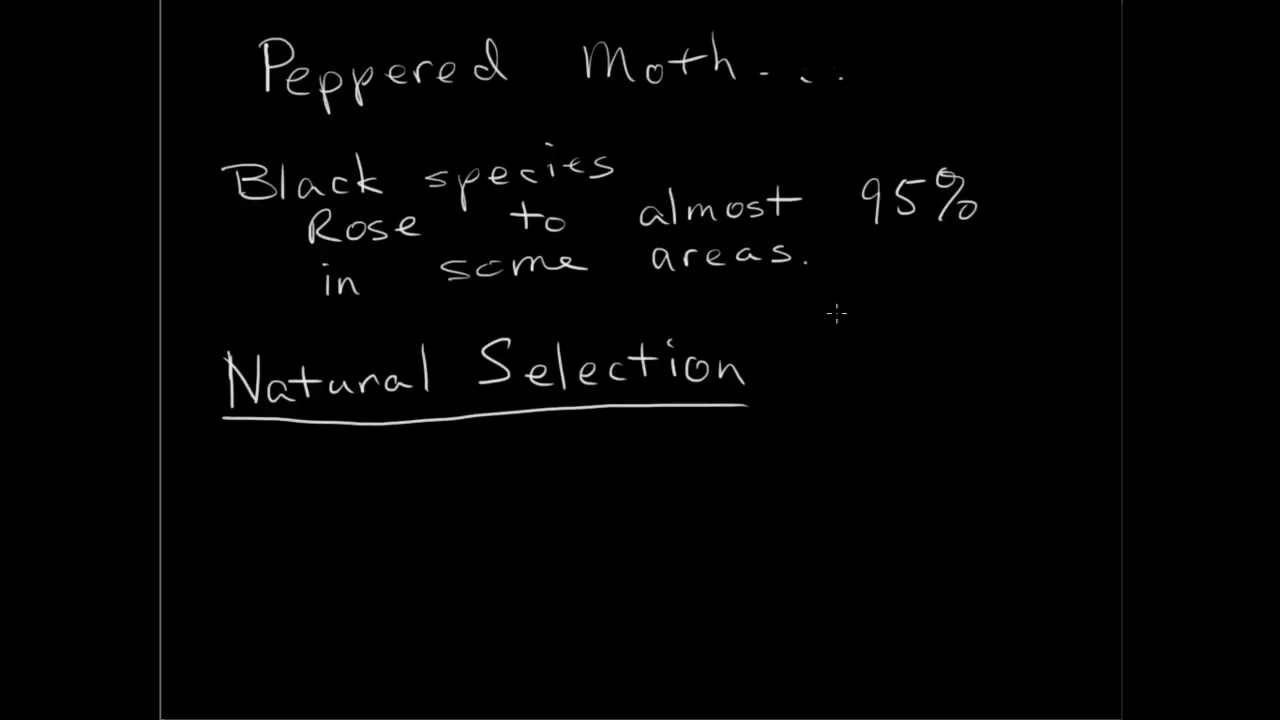 Peppered Moth...
Black species
Rose to almost 95%
in some areas.
Natural Selection